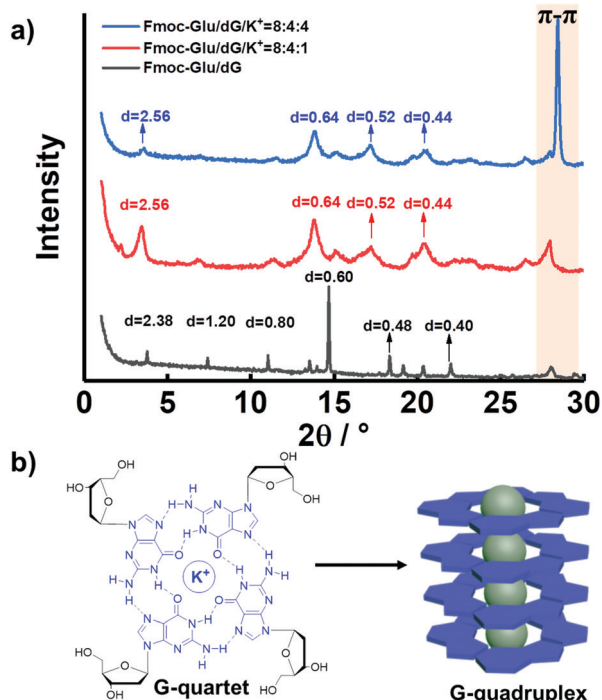 a)
π-π
Fmoc-Glu/dG/K⁺=8:4:4
Fmoc-Glu/dG/K⁺=8:4:1
Fmoc-Glu/dG
d=2.56 d=0.64 d=0.52 d=0.44
d=2.56 d=0.64 d=0.52 d=0.44
d=0.60
d=2.38 d=1.20 d=0.80 d=0.48 d=0.40
Intensity
0 5 10 15 20 25 30
2θ / °
b)
OH
HO
O
N
N
N
N
O
H
N
H
H
HO
O
OH
N
N
N
N
O
H
N
H
H
K⁺
HO
O
HO
N
N
N
N
O
H
N
H
H
OH
O
OH
N
N
N
N
O
H
N
H
H
G-quartet
G-quadruplex